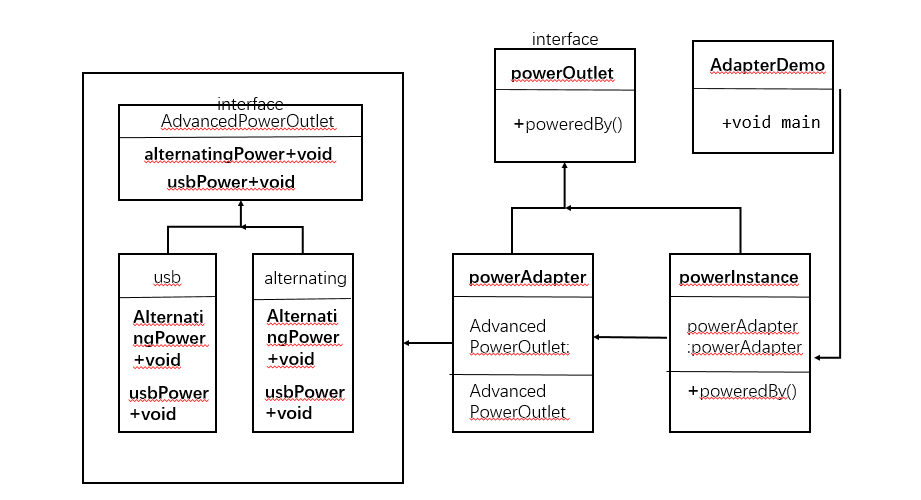 interface
powerOutlet
+poweredBy()
AdapterDemo
+void main
interface
AdvancedPowerOutlet
alternatingPower+void
usbPower+void
usb
Alternati
ngPower
+void
usbPower
+void
alternating
Alternati
ngPower
+void
usbPower
+void
powerAdapter
Advanced
PowerOutlet:
Advanced
PowerOutlet
powerInstance
powerAdapter
:powerAdapter
+poweredBy()